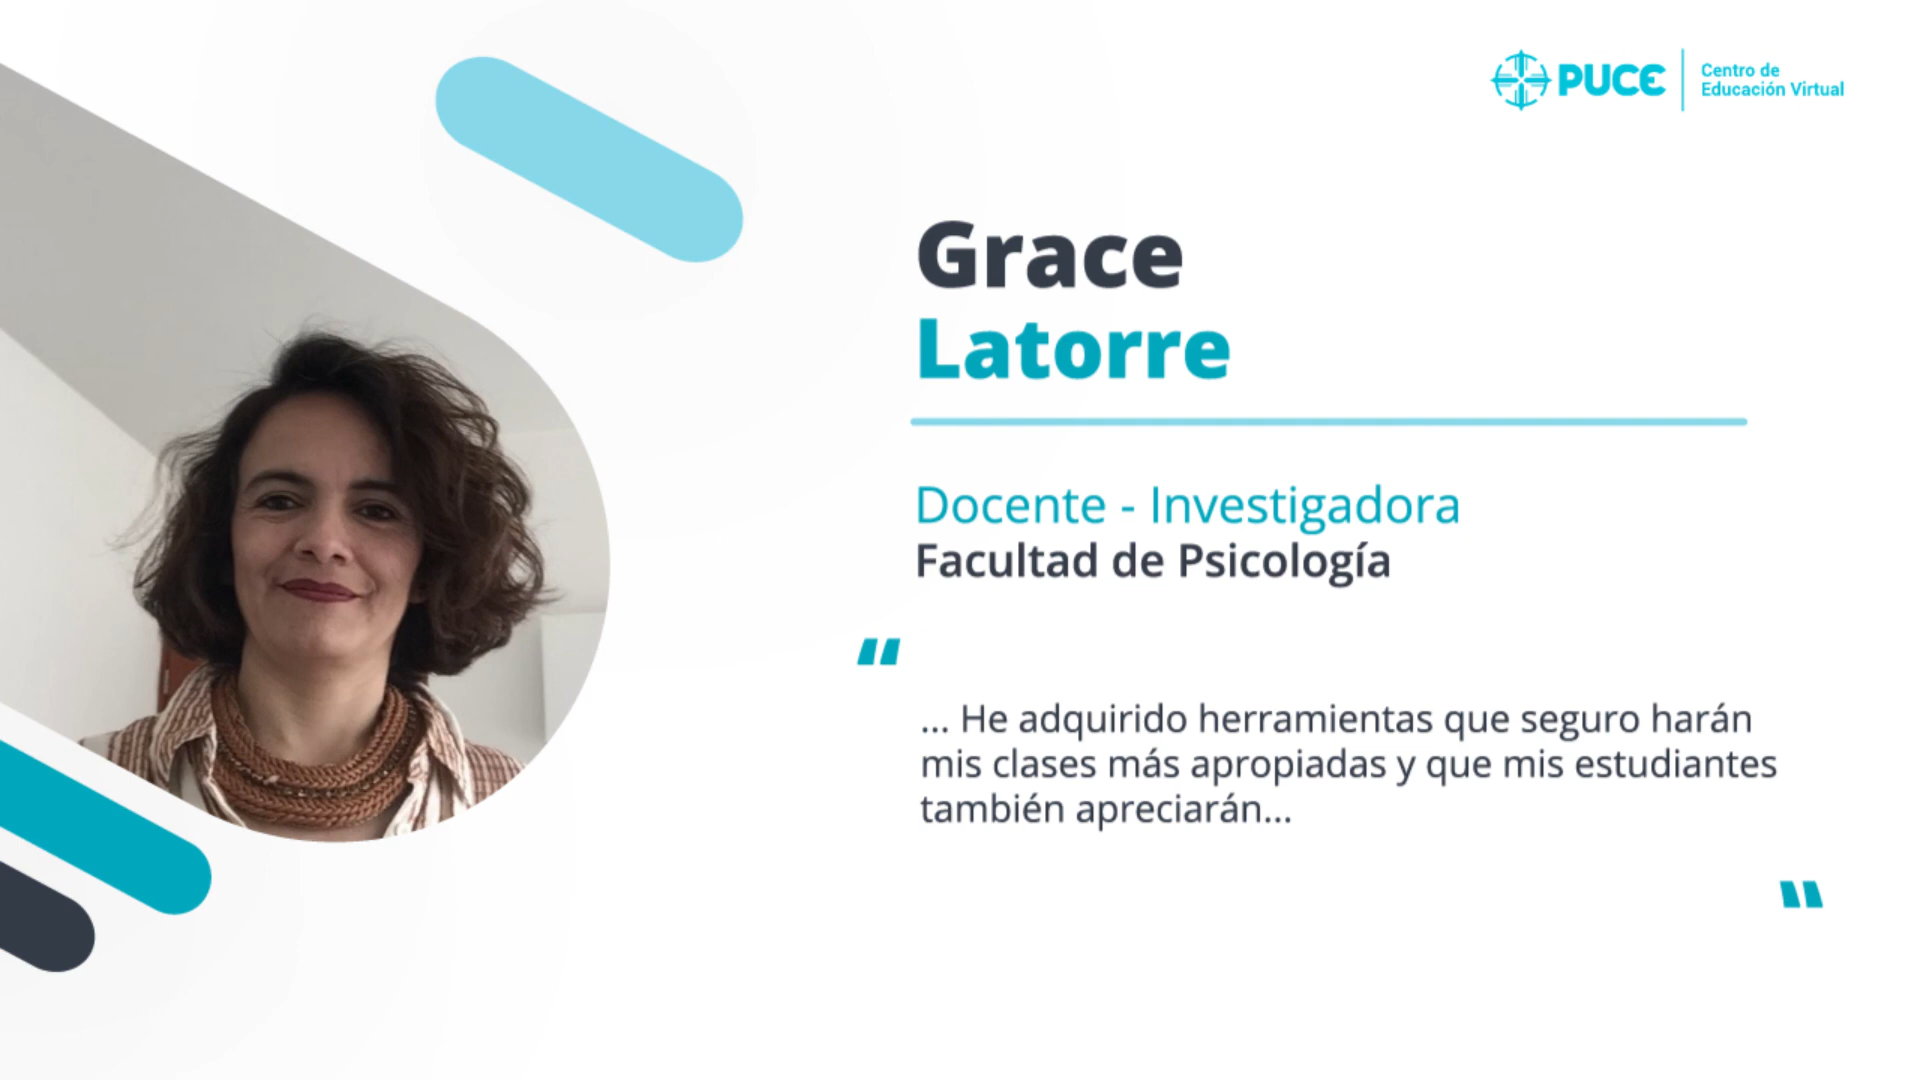 PUCE
Centro de
Educación Virtual
Grace
Latorre
Docente - Investigadora
Facultad de Psicología
“
... He adquirido herramientas que seguro harán
mis clases más apropiadas y que mis estudiantes
también apreciarán...
”